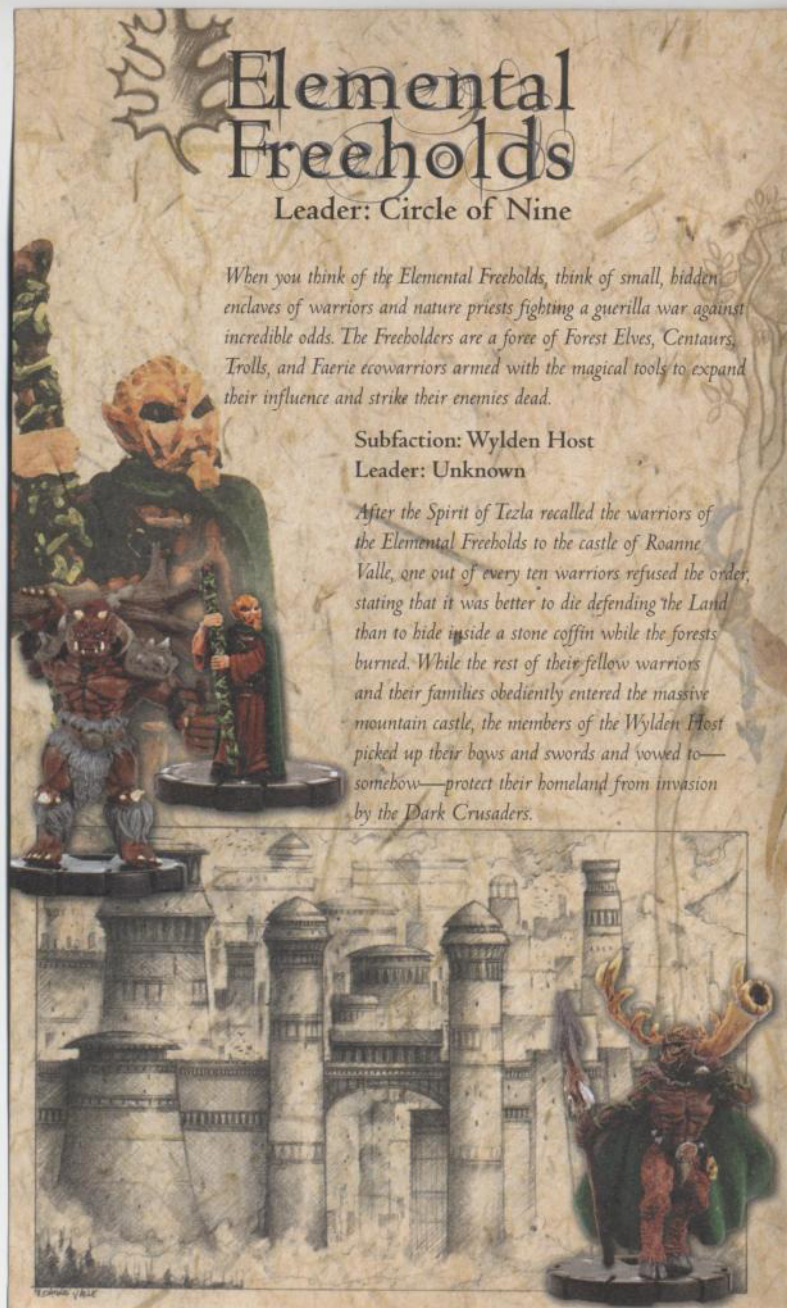 Elemental
Freeholds
Leader: Circle of Nine
When you think of the Elemental Freeholds, think of small, hidden
enclaves of warriors and nature priests fighting a guerilla war against
incredible odds. The Freeholders are a force of Forest Elves, Centaurs,
Trolls, and Faerie ecowarriors armed with the magical tools to expand
their influence and strike their enemies dead.
Subfaction: Wylden Host
Leader: Unknown
After the Spirit of Tezla recalled the warriors of
the Elemental Freeholds to the castle of Roanne
Valle, one out of every ten warriors refused the order,
stating that it was better to die defending the Land
than to hide inside a stone coffin while the forests
burned. While the rest of their fellow warriors
and their families obediently entered the massive
mountain castle, the members of the Wylden Host
picked up their bows and swords and vowed to—
somehow—protect their homeland from invasion
by the Dark Crusaders.
ROANNE VALLE